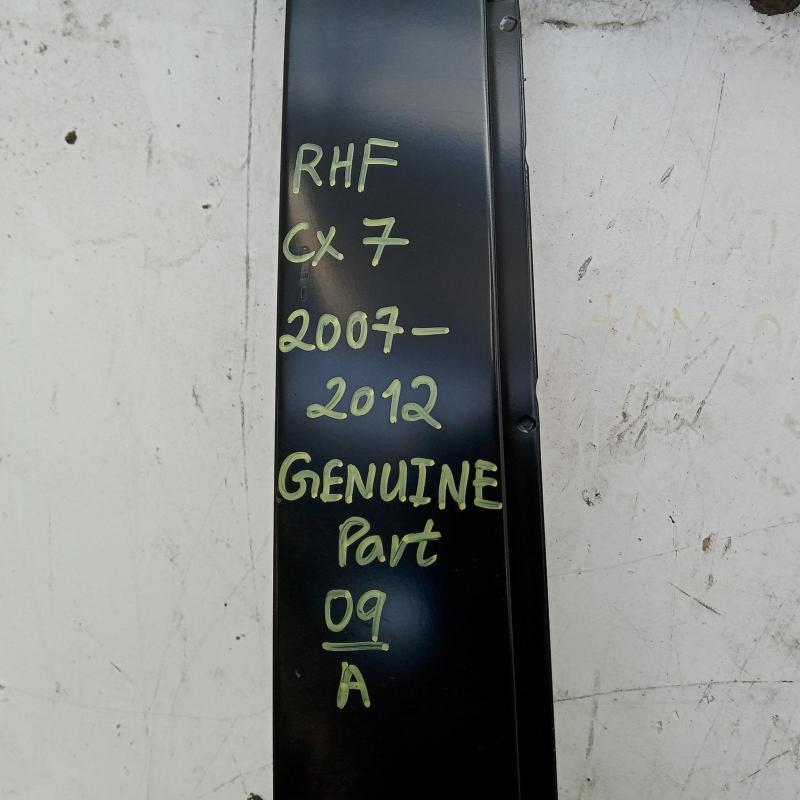 RHF
CX 7
2007-
2012
GENUINE
Part
09
A